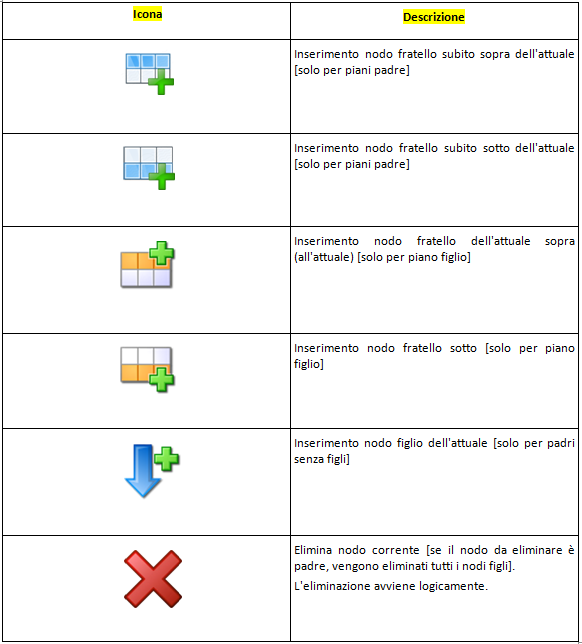 Icona
Descrizione
Inserimento nodo fratello subito sopra dell'attuale
[solo per piani padre]
Inserimento nodo fratello subito sotto dell'attuale
[solo per piani padre]
Inserimento nodo fratello dell'attuale sopra
(all'attuale) [solo per piano figlio]
Inserimento nodo fratello sotto [solo per piano
figlio]
Inserimento nodo figlio dell'attuale [solo per padri
senza figli]
Elimina nodo corrente [se il nodo da eliminare è
padre, vengono eliminati tutti i nodi figli].
L'eliminazione avviene logicamente.